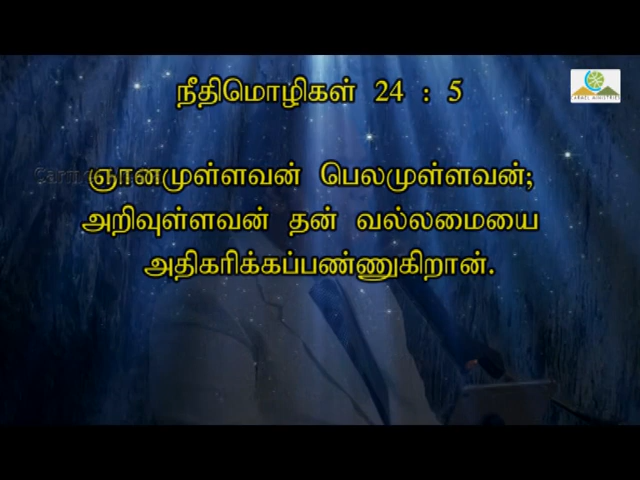 நீதிமொழிகள் 24 : 5
ஞானமுள்ளவன் பெலமுள்ளவன்;
அறிவுள்ளவன் தன் வல்லமையை
அதிகரிக்கப்பண்ணுகிறான்.